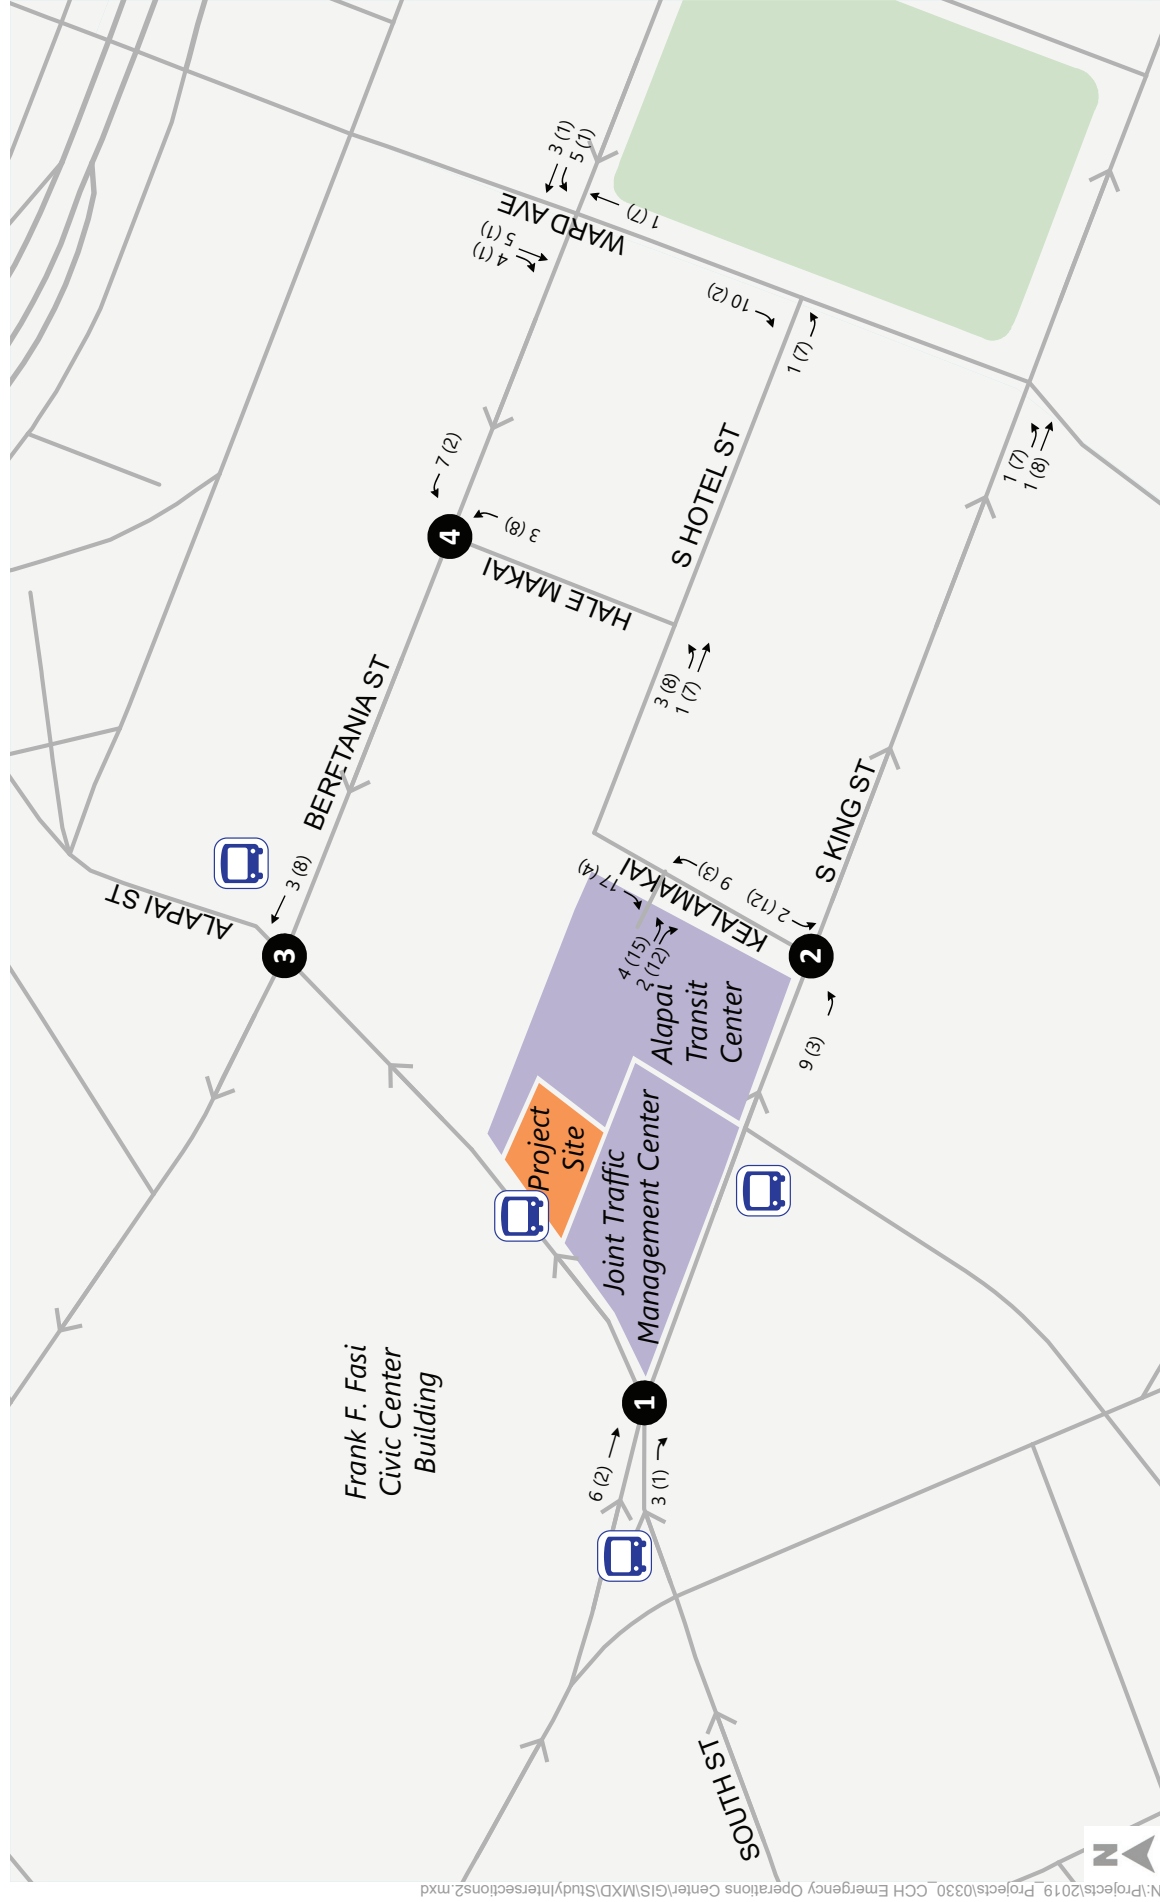 ALAPAI ST
3 (8)
BERETANIA ST
7 (2)
3 (8)
HALE MAKAI
4 (1)
5 (1)
WARD AVE
3 (1)
5 (1)
1 (7)
10 (2)
1 (7)
S HOTEL ST
3 (8)
1 (7)
1 (7)
1 (8)
S KING ST
17 (4)
KEALAMAKAI
9 (3)
2 (12)
4 (15)
2 (12)
Alapai
Transit
Center
9 (3)
Project
Site
Joint Traffic
Management Center
Frank F. Fasi
Civic Center
Building
6 (2)
3 (1)
SOUTH ST
1
2
3
4
N
N:\Projects\2019_Projects\0330_CCH Emergency Operations Center\GIS\MXD\StudyIntersections2.mxd